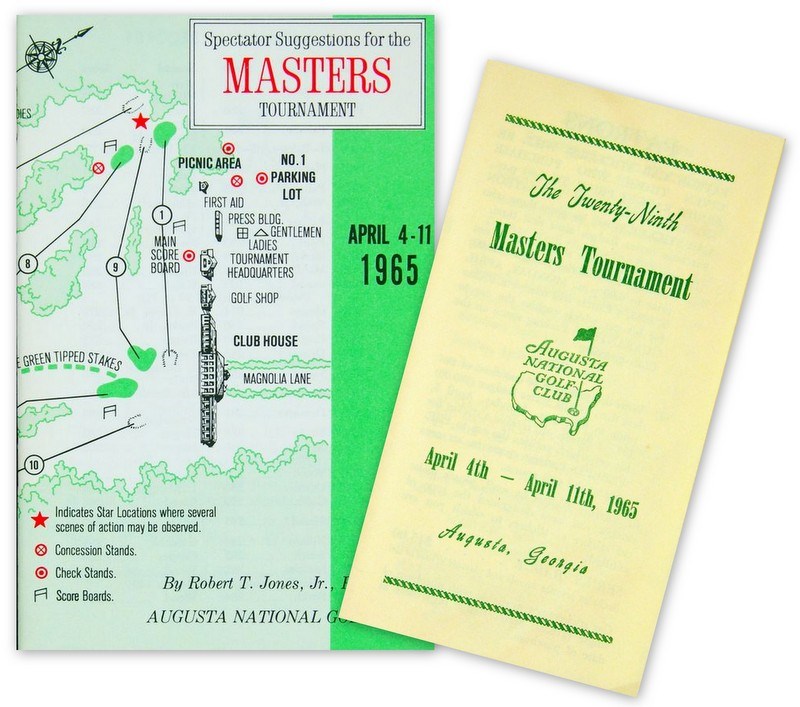 Spectator Suggestions for the
MASTERS
TOURNAMENT
PICNIC AREA
NO. 1
PARKING
LOT
FIRST AID
PRESS BLDG.
GENTLEMEN
LADIES
MAIN
SCORE
BOARD
TOURNAMENT
HEADQUARTERS
GOLF SHOP
CLUB HOUSE
MAGNOLIA LANE
GREEN TIPPED STAKES
1
8
9
10
APRIL 4-11
1965
Indicates Star Locations where several
scenes of action may be observed.
Concession Stands.
Check Stands.
Score Boards.
By Robert T. Jones, Jr.,
AUGUSTA NATIONAL
The Twenty-Ninth
Masters Tournament
AUGUSTA
NATIONAL
GOLF
CLUB
April 4th — April 11th, 1965
Augusta, Georgia